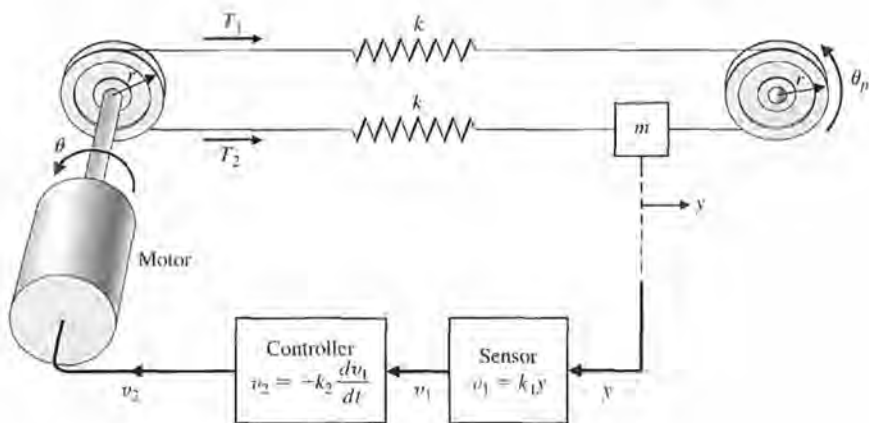 T₁
k
r
r
θₚ
k
m
T₂
θ
y
Motor
Controller
v₂ = −k₂ dv₁/dt
Sensor
v₁ = k₁y
v₂
v₁
y